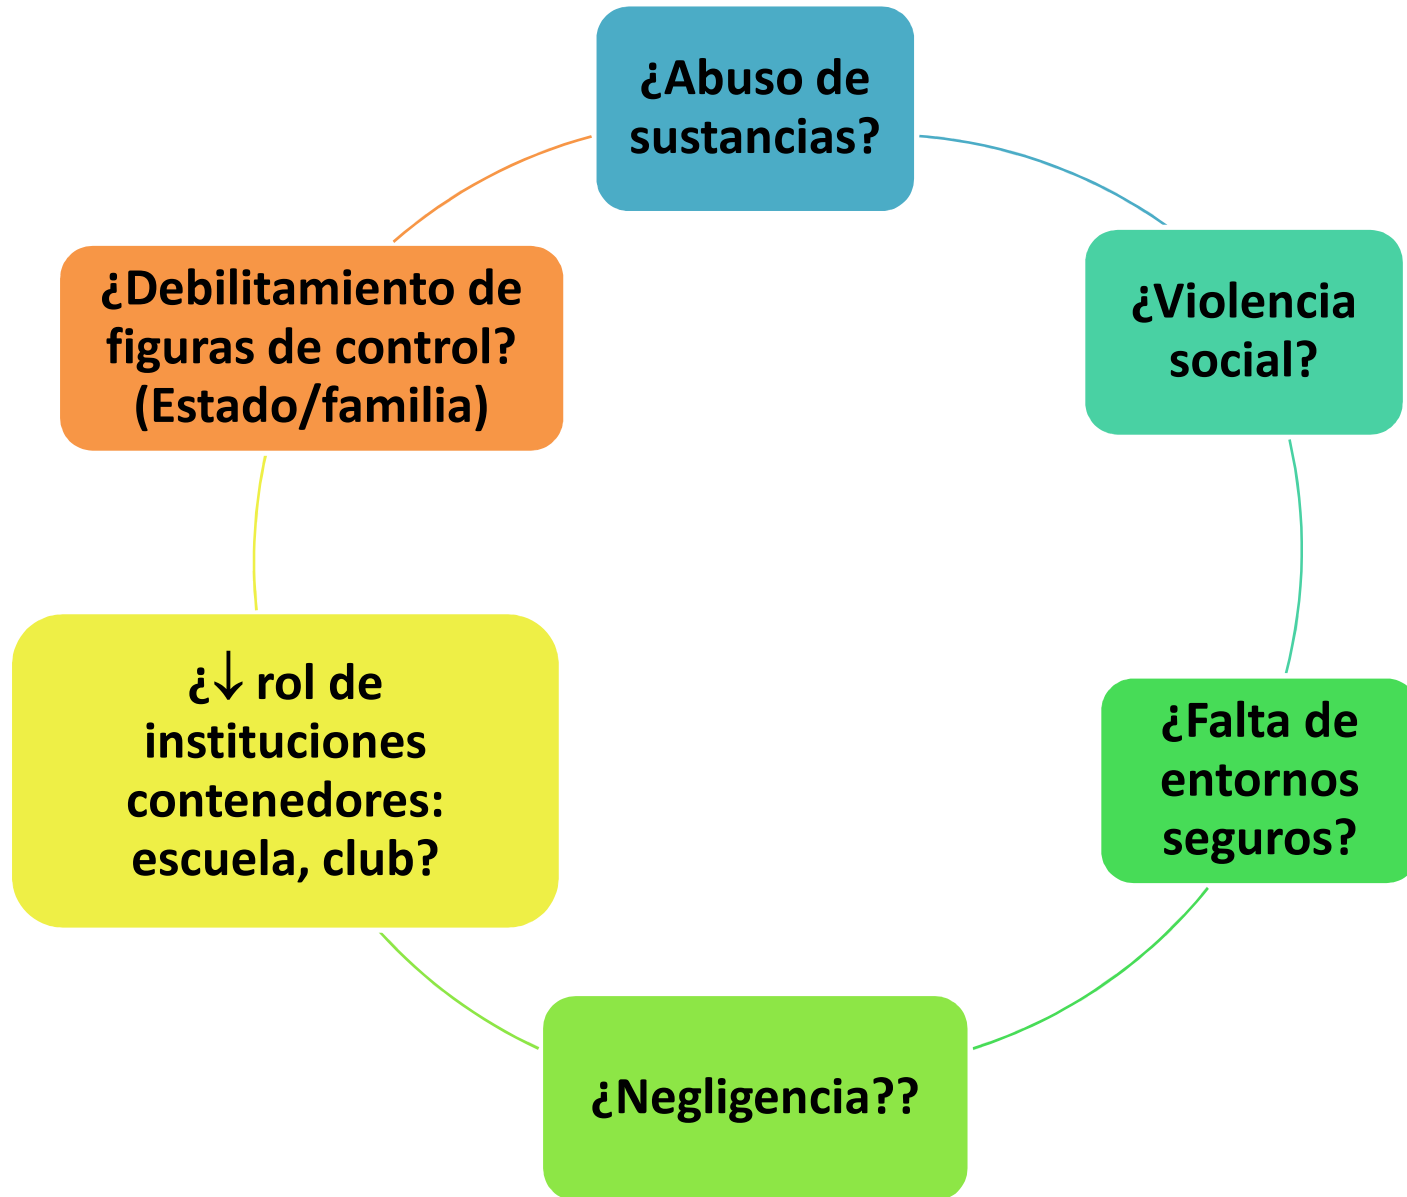 ¿Abuso de
sustancias?
¿Violencia
social?
¿Falta de
entornos
seguros?
¿Negligencia??
¿↓ rol de
instituciones
contenedores:
escuela, club?
¿Debilitamiento de
figuras de control?
(Estado/familia)